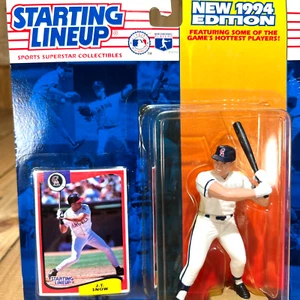 STARTING
LINEUP
SPORTS SUPERSTAR COLLECTIBLES
NEW 1994
EDITION
FEATURING SOME OF THE
GAME'S HOTTEST PLAYERS!
J.T.
SNOW
STARTING
LINEUP